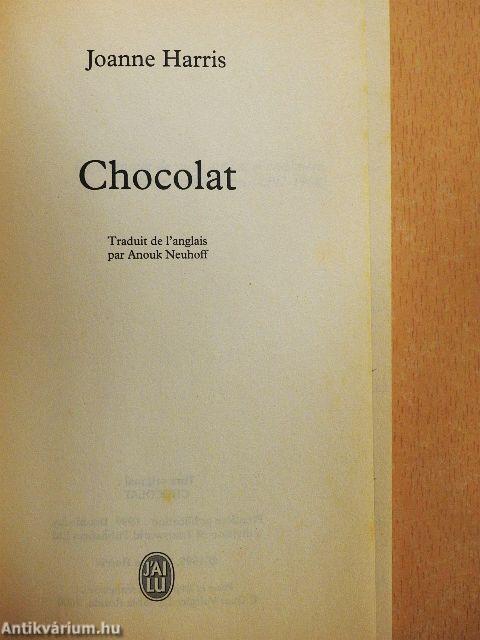 Joanne Harris
Chocolat
Traduit de l'anglais
par Anouk Neuhoff
J'AI
LU
Antikvárium.hu